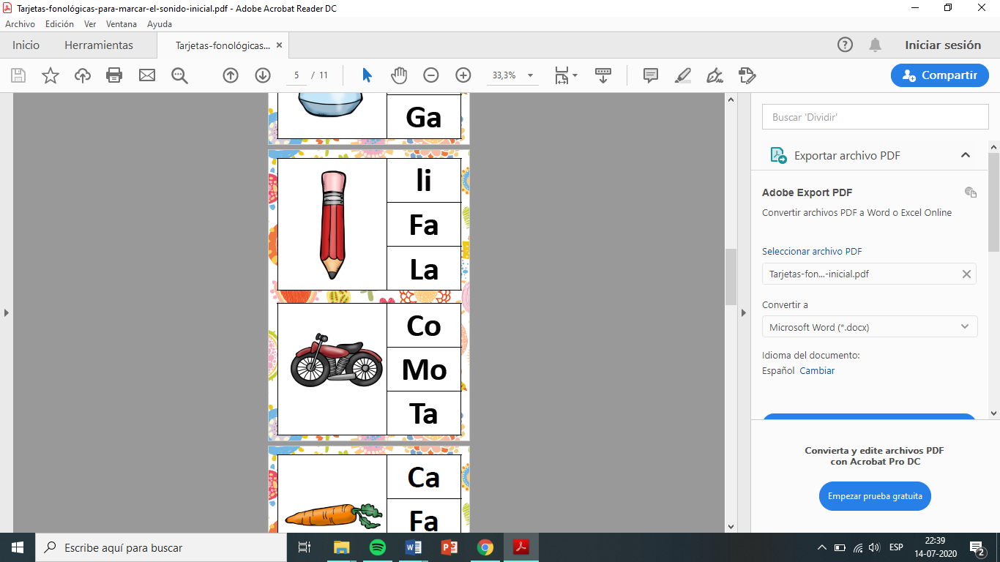 Tarjetas-fonológicas-para-marcar-el-sonido-inicial.pdf - Adobe Acrobat Reader DC
Archivo Edición Ver Ventana Ayuda
Inicio Herramientas Tarjetas-fonológicas... × Iniciar sesión
5 / 11 33,3% Compartir
Ga
li
Fa
La
Co
Mo
Ta
Ca
Fa
Buscar 'Dividir'
Exportar archivo PDF
Adobe Export PDF
Convertir archivos PDF a Word o Excel Online
Seleccionar archivo PDF
Tarjetas-fon...-inicial.pdf
Convertir a
Microsoft Word (*.docx)
Idioma del documento:
Español Cambiar
Convierta y edite archivos PDF
con Acrobat Pro DC
Empezar prueba gratuita
Escribe aquí para buscar
ESP
22:39
14-07-2020
2